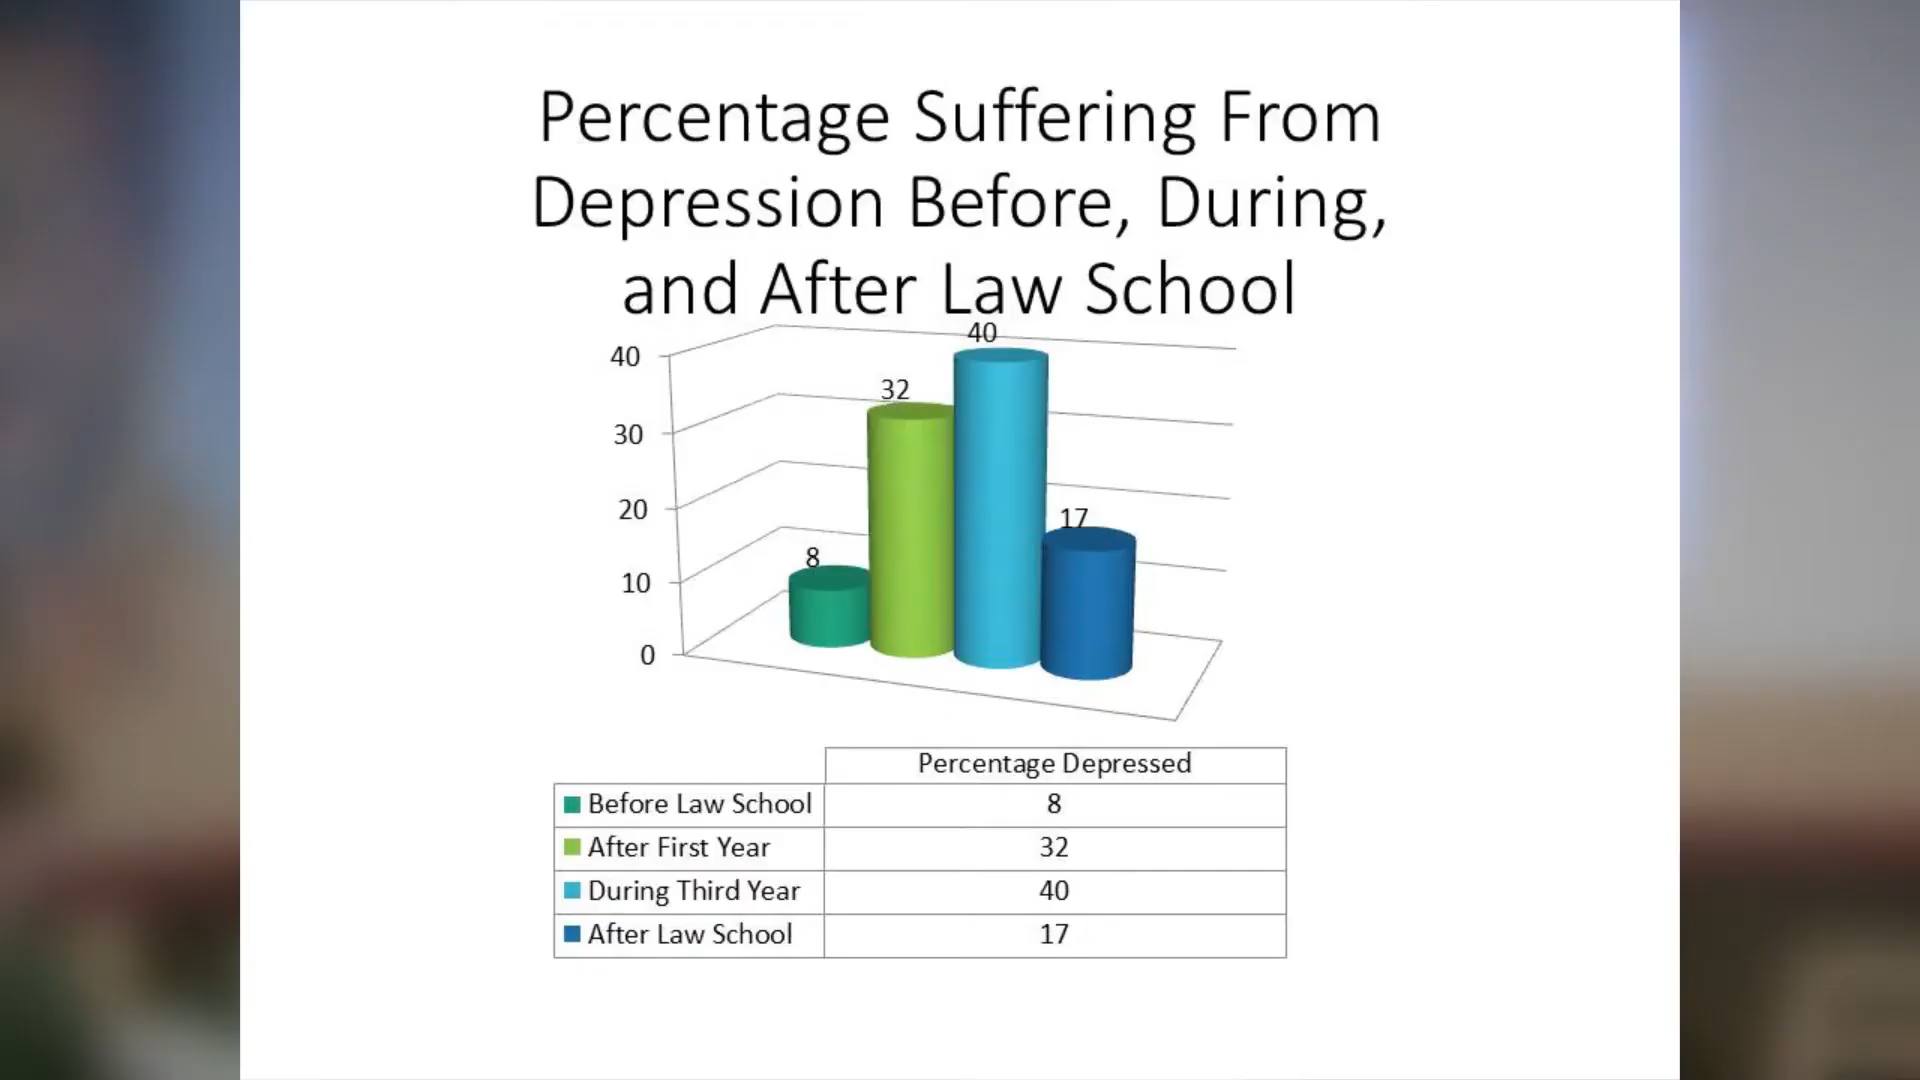 Percentage Suffering From
Depression Before, During,
and After Law School
40
40
32
30
20
17
10
8
0
Percentage Depressed
Before Law School 8
After First Year 32
During Third Year 40
After Law School 17